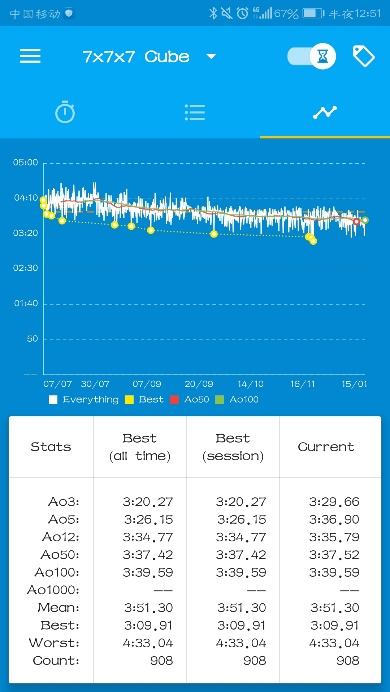 中国移动 67% 半夜12:51
7x7x7 Cube
05:00
04:10
03:20
02:30
01:40
50
07/07 30/07 07/09 20/09 14/10 16/11 15/01
Everything Best Ao50 Ao100
Stats Best (all time) Best (session) Current
Ao3: 3:20.27 3:20.27 3:29.66
Ao5: 3:26.15 3:26.15 3:36.90
Ao12: 3:34.77 3:34.77 3:35.79
Ao50: 3:37.42 3:37.42 3:37.52
Ao100: 3:39.59 3:39.59 3:39.59
Ao1000: -- -- --
Mean: 3:51.30 3:51.30 3:51.30
Best: 3:09.91 3:09.91 3:09.91
Worst: 4:33.04 4:33.04 4:33.04
Count: 908 908 908